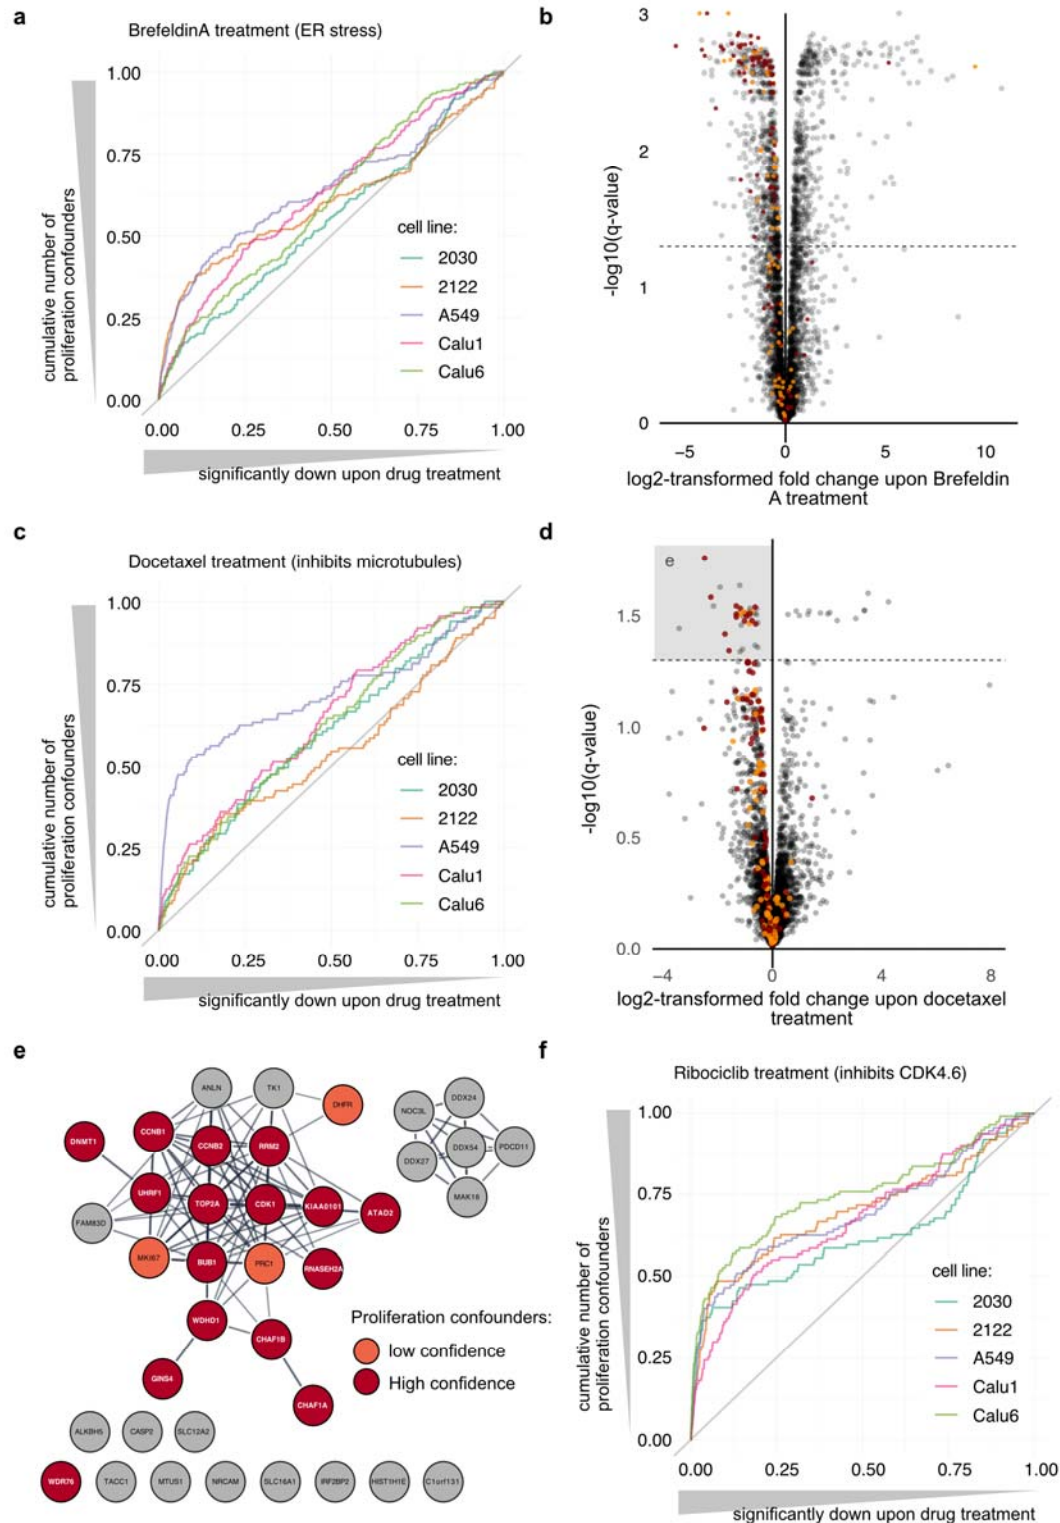 a
BrefeldinA treatment (ER stress)
1.00
0.75
0.50
0.25
0.00
cumulative number of
proliferation confounders
cell line:
2030
2122
A549
Calu1
Calu6
0.00 0.25 0.50 0.75 1.00
significantly down upon drug treatment
b
3
2
1
0
-log10(q-value)
−5 0 5 10
log2-transformed fold change upon Brefeldin
A treatment
c
Docetaxel treatment (inhibits microtubules)
1.00
0.75
0.50
0.25
0.00
cumulative number of
proliferation confounders
cell line:
2030
2122
A549
Calu1
Calu6
0.00 0.25 0.50 0.75 1.00
significantly down upon drug treatment
d
e
1.5
1.0
0.5
0.0
-log10(q-value)
−4 0 4 8
log2-transformed fold change upon docetaxel
treatment
e
ANLN TK1 DHFR
DNMT1 CCNB1 CCNB2 RRM2
UHRF1 TOP2A CDK1 KIAA0101 ATAD2
FAM83D
MKI67 BUB1 PRC1 RNASEH2A
WDHD1 CHAF1B
GINS4 CHAF1A
NOC3L DDX24
DDX27 DDX54 PDCD11
MAK16
Proliferation confounders:
low confidence
High confidence
ALKBH5 CASP2 SLC12A2
WDR76 TACC1 MTUS1 NRCAM SLC16A1 IRF2BP2 HIST1H1E C1orf131
f
Ribociclib treatment (inhibits CDK4.6)
1.00
0.75
0.50
0.25
0.00
cumulative number of
proliferation confounders
cell line:
2030
2122
A549
Calu1
Calu6
0.00 0.25 0.50 0.75 1.00
significantly down upon drug treatment